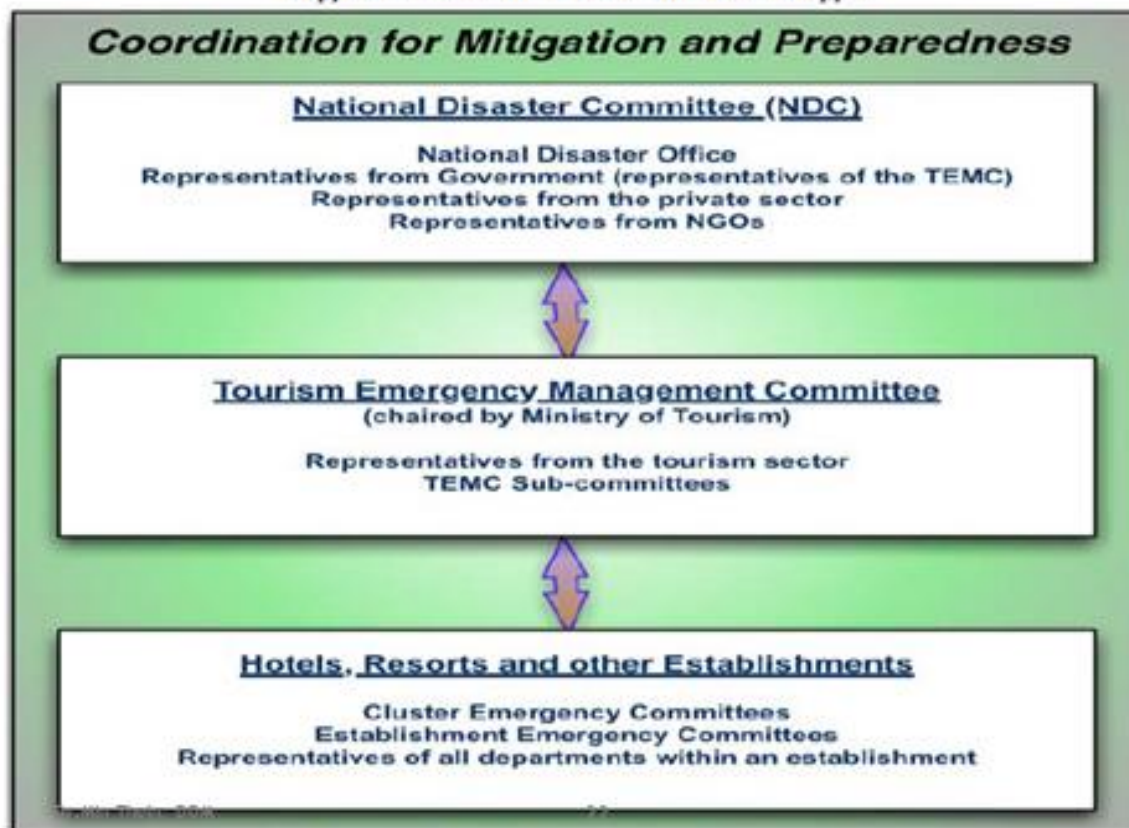 Coordination for Mitigation and Preparedness
National Disaster Committee (NDC)
National Disaster Office
Representatives from Government (representatives of the TEMC)
Representatives from the private sector
Representatives from NGOs
Tourism Emergency Management Committee
(chaired by Ministry of Tourism)
Representatives from the tourism sector
TEMC Sub-committees
Hotels, Resorts and other Establishments
Cluster Emergency Committees
Establishment Emergency Committees
Representatives of all departments within an establishment